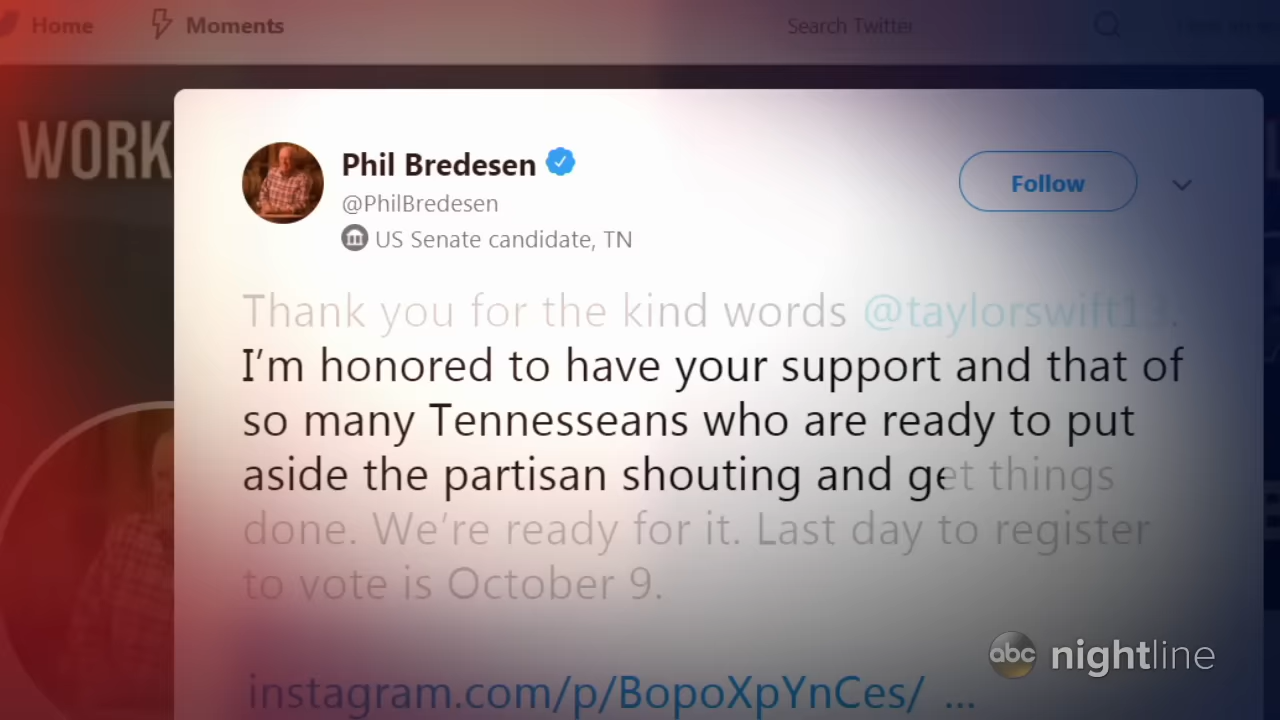 Home Moments Search Twitter
WORK
Phil Bredesen
@PhilBredesen
Follow
US Senate candidate, TN
Thank you for the kind words @taylorswift13.
I'm honored to have your support and that of
so many Tennesseans who are ready to put
aside the partisan shouting and get things
done. We're ready for it. Last day to register
to vote is October 9.
instagram.com/p/BopoXpYnCes/ ...
abc nightline